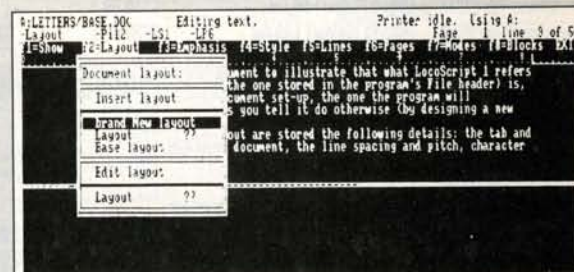 A:LETTERS/BASE.DOC Editing text. Printer idle. Using A:
-Layout -Pi12 -LS1 -LP6 Page 1 line 9 of 5
f1=Show f2=Layout f3=Emphasis f4=Style f5=Lines f6=Pages f7=Modes f8=Blocks EXI
Document layout:
ument to illustrate that what LocoScript 1 refers
the one stored in the program's File header) is,
Insert layout
cument set-up, the one the program will
s you tell it do otherwise (by designing a new
brand New layout
Layout ??
out are stored the following details: the tab and
Base layout
document, the line spacing and pitch, character
Edit layout
Layout ??